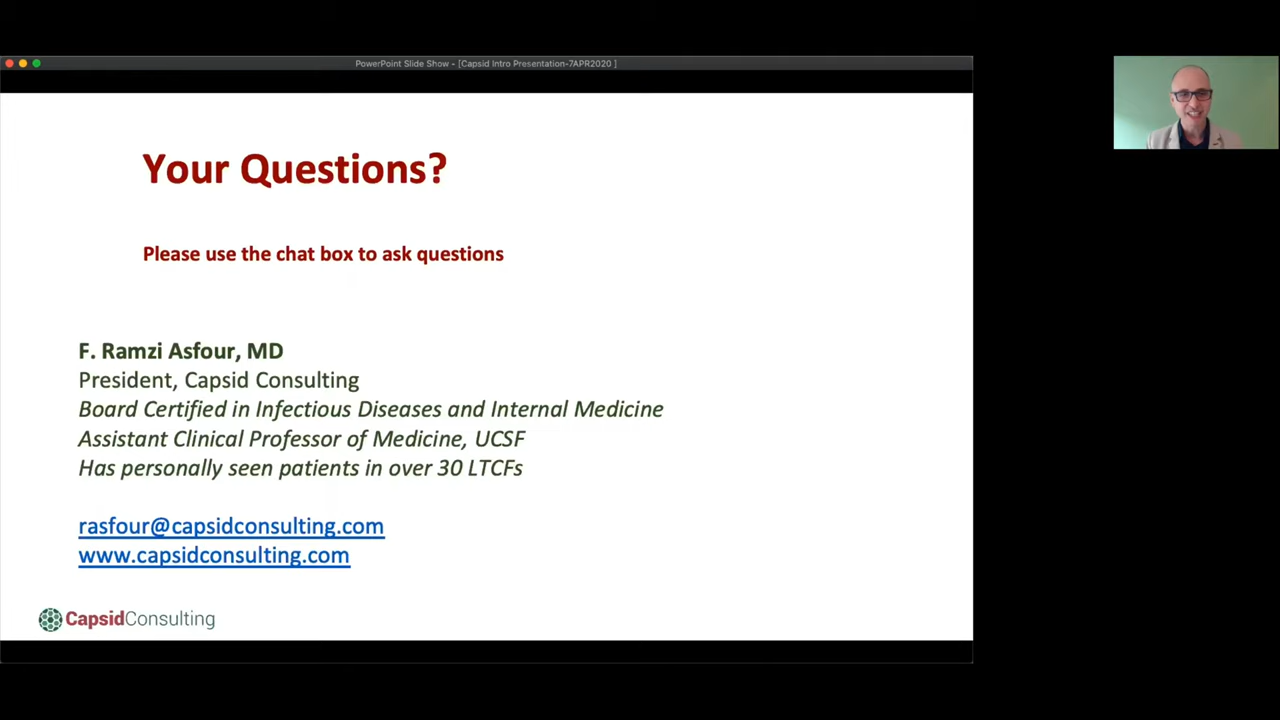 PowerPoint Slide Show - [Capsid Intro Presentation-7APR2020 ]
Your Questions?
Please use the chat box to ask questions
F. Ramzi Asfour, MD
President, Capsid Consulting
Board Certified in Infectious Diseases and Internal Medicine
Assistant Clinical Professor of Medicine, UCSF
Has personally seen patients in over 30 LTCFs
rasfour@capsidconsulting.com
www.capsidconsulting.com
CapsidConsulting